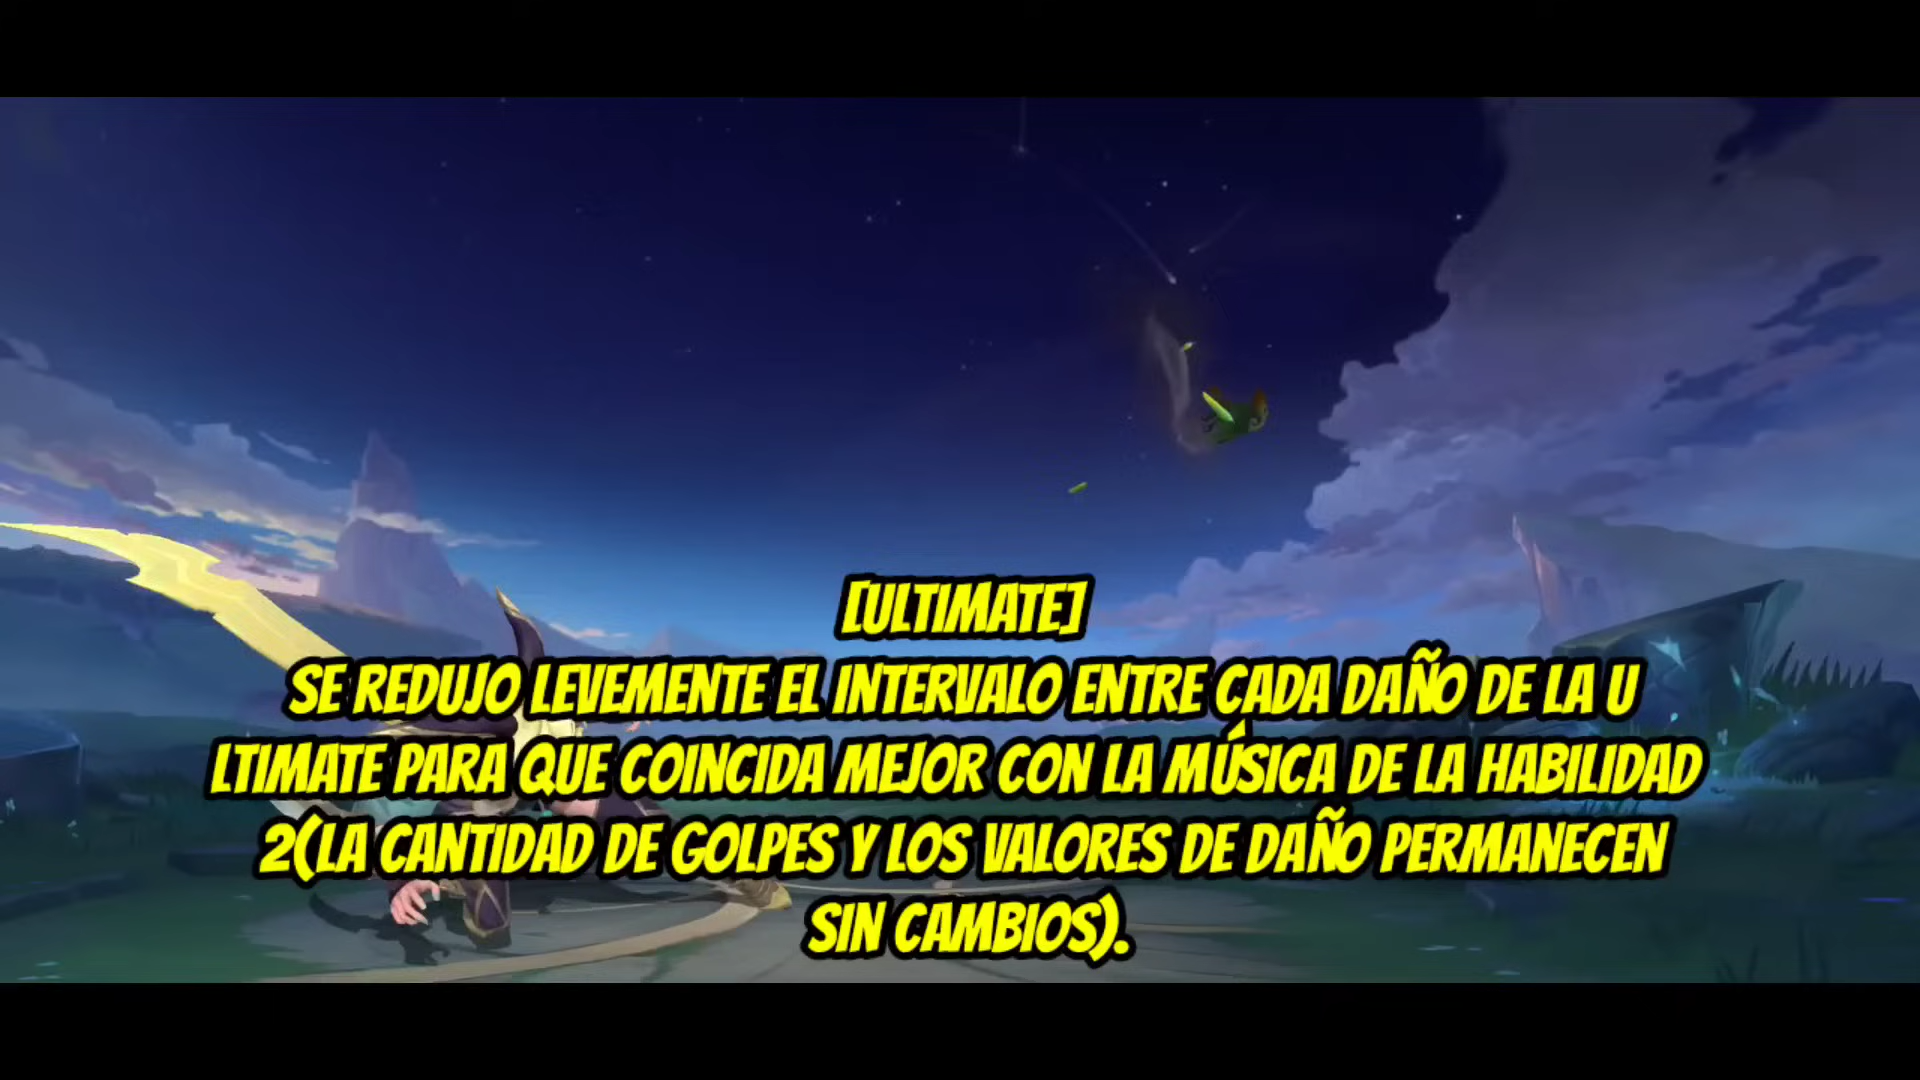 [ULTIMATE]
SE REDUJO LEVEMENTE EL INTERVALO ENTRE CADA DAÑO DE LA U
LTIMATE PARA QUE COINCIDA MEJOR CON LA MÚSICA DE LA HABILIDAD
2(LA CANTIDAD DE GOLPES Y LOS VALORES DE DAÑO PERMANECEN
SIN CAMBIOS).